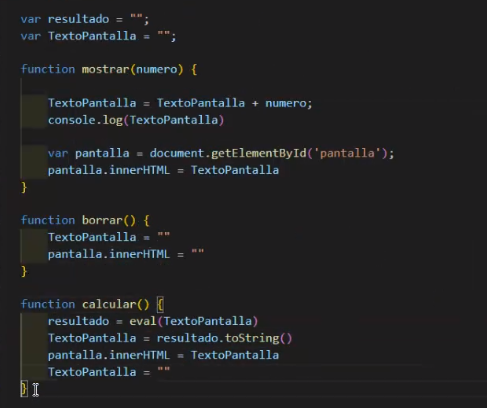 var resultado = "";
var TextoPantalla = "";
function mostrar(numero) {
TextoPantalla = TextoPantalla + numero;
console.log(TextoPantalla)
var pantalla = document.getElementById('pantalla');
pantalla.innerHTML = TextoPantalla
}
function borrar() {
TextoPantalla = ""
pantalla.innerHTML = ""
}
function calcular() {
resultado = eval(TextoPantalla)
TextoPantalla = resultado.toString()
pantalla.innerHTML = TextoPantalla
TextoPantalla = ""
}